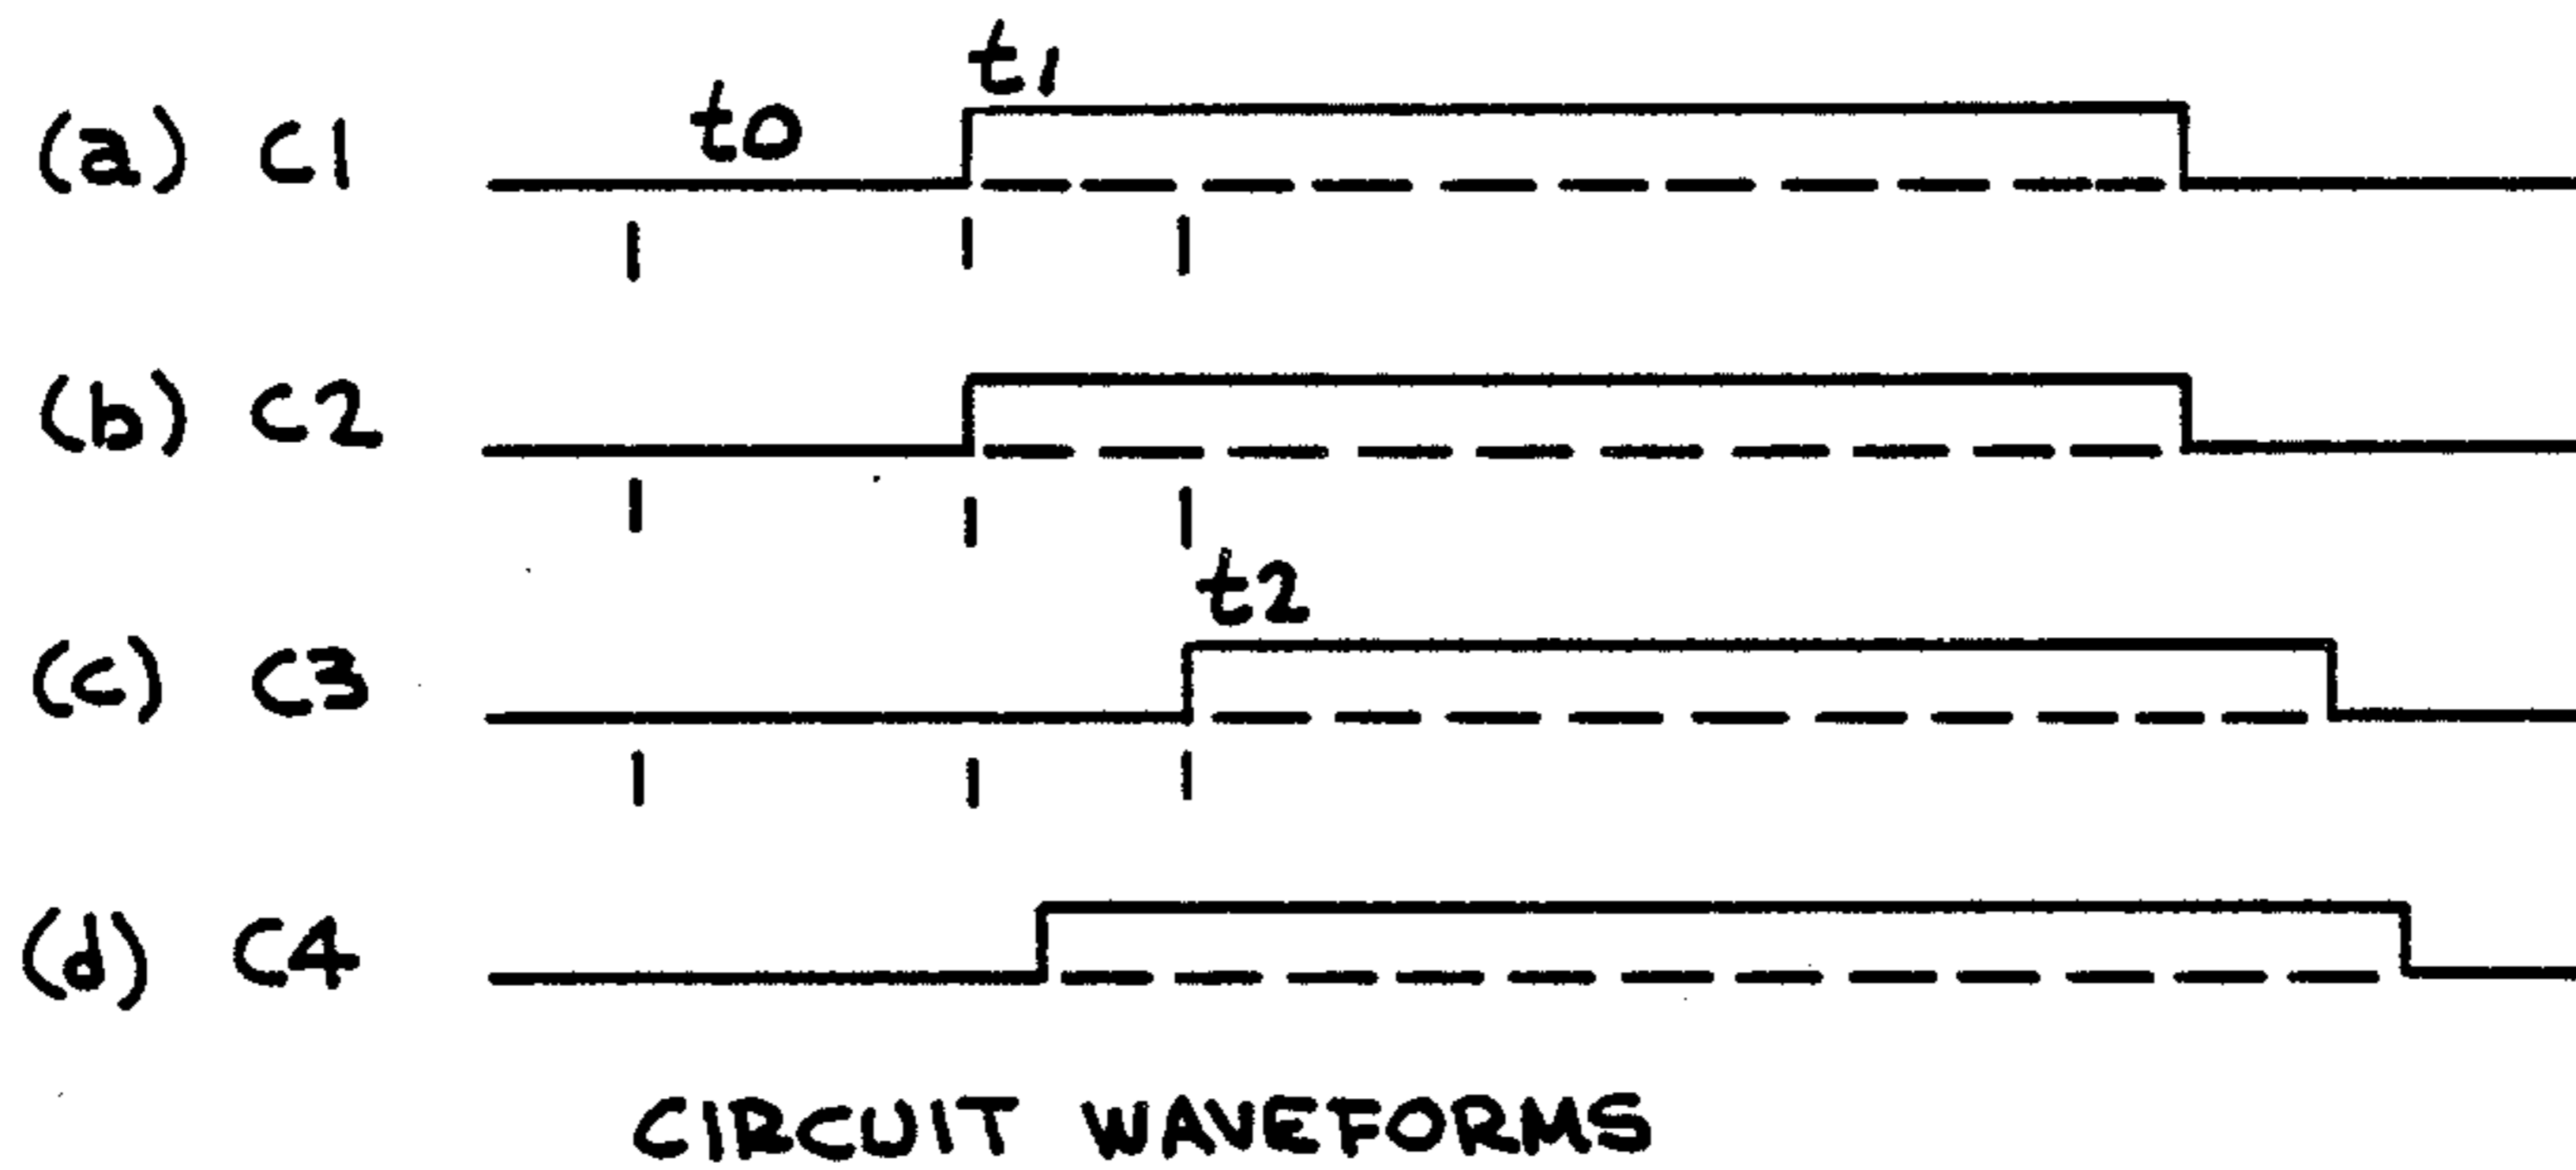 t1
(a) C1 t0
(b) C2
t2
(c) C3
(d) C4
CIRCUIT WAVEFORMS